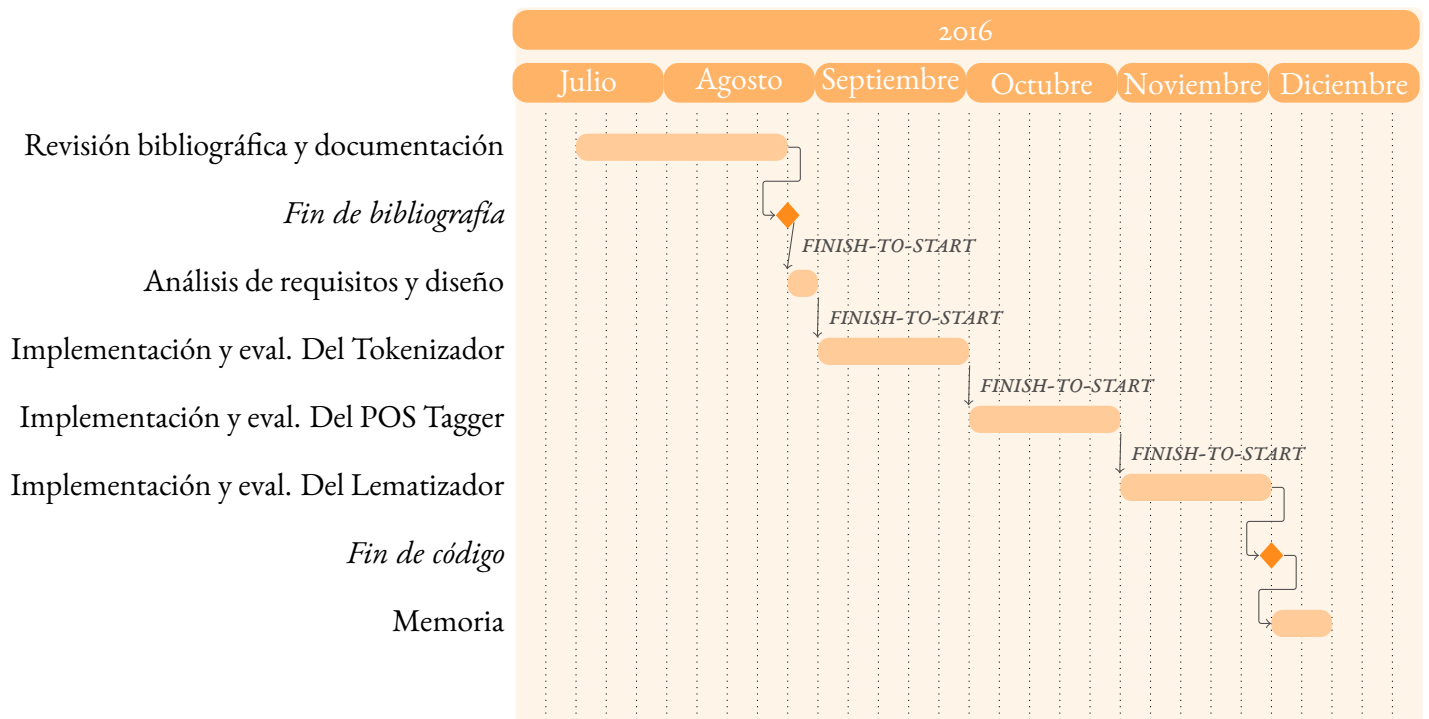 2016
Julio Agosto Septiembre Octubre Noviembre Diciembre
Revisión bibliográfica y documentación
Fin de bibliografía
FINISH-TO-START
Análisis de requisitos y diseño
FINISH-TO-START
Implementación y eval. Del Tokenizador
FINISH-TO-START
Implementación y eval. Del POS Tagger
FINISH-TO-START
Implementación y eval. Del Lematizador
Fin de código
Memoria